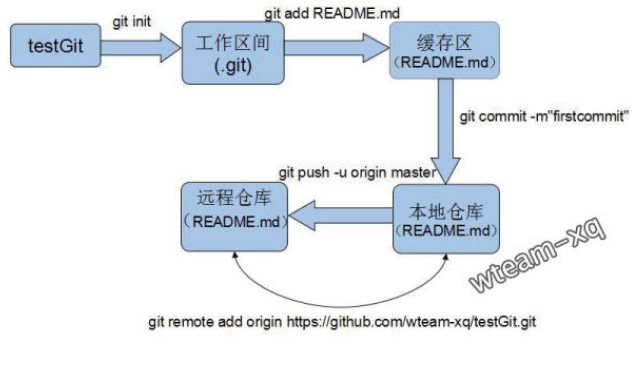 git init
git add README.md
testGit
工作区间
(.git)
缓存区
（README.md）
git commit -m"firstcommit"
git push -u origin master
远程仓库
（README.md）
本地仓库
（README.md）
wteam-xq
git remote add origin https://github.com/wteam-xq/testGit.git